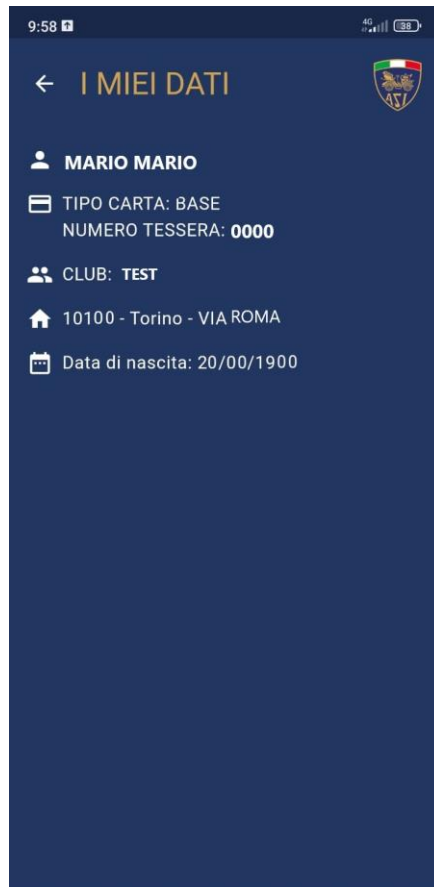 9:58
4G
38
I MIEI DATI
ASI
MARIO MARIO
TIPO CARTA: BASE
NUMERO TESSERA: 0000
CLUB: TEST
10100 - Torino - VIA ROMA
Data di nascita: 20/00/1900